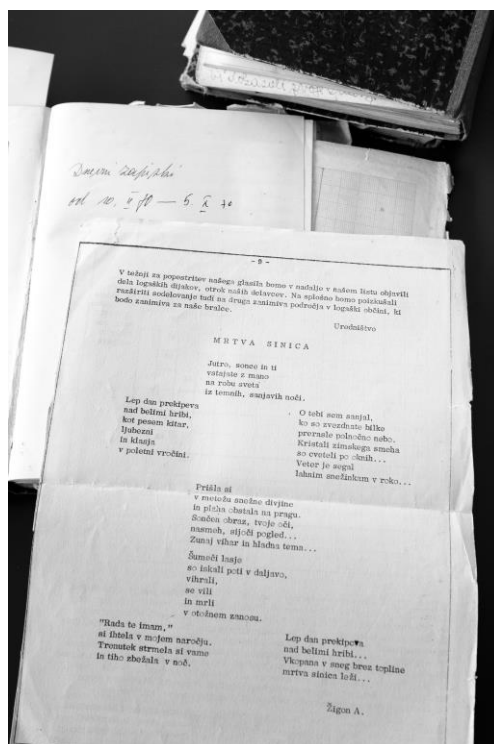 Dnevni zapiski
od 10. II 70 — 5. X 70
- 9 -
V težnji za popestritev našega glasila bomo v nadalje v našem listu objavili
dela logaških dijakov, otrok naših delavcev. Na splošno bomo poizkušali
razširiti sodelovanje tudi na druga zanimiva področja v logaški občini, ki
bodo zanimiva za naše bralce.
Uredništvo
MRTVA SINICA
Jutro, sonce in ti
vstajate z mano
na robu sveta
iz temnih, sanjavih noči.
Lep dan prekipeva
nad belimi hribi,
kot pesem kitar,
ljubezni
in klasja
v poletni vročini.
O tebi sem sanjal,
ko so zvezdnate bilke
prerasle polnočno nebo.
Kristali zimskega smeha
so cveteli po oknih...
Veter je segal
lahnim snežinkam v roko...
Prišla si
v metežu snežne divjine
in plaha obstala na pragu.
Sončen obraz, tvoje oči,
nasmeh, sijoči pogled...
Zunaj vihar in hladna tema...
Šumeči lasje
so iskali poti v daljavo,
vihrali,
se vili
in mrli
v otožnem zanosu.
"Rada te imam,"
si ihtela v mojem naročju.
Trenutek strmela si vame
in tiho zbežala v noč.
Lep dan prekipeva
nad belimi hribi...
Vkopana v sneg brez topline
mrtva sinica leži...
Žigon A.